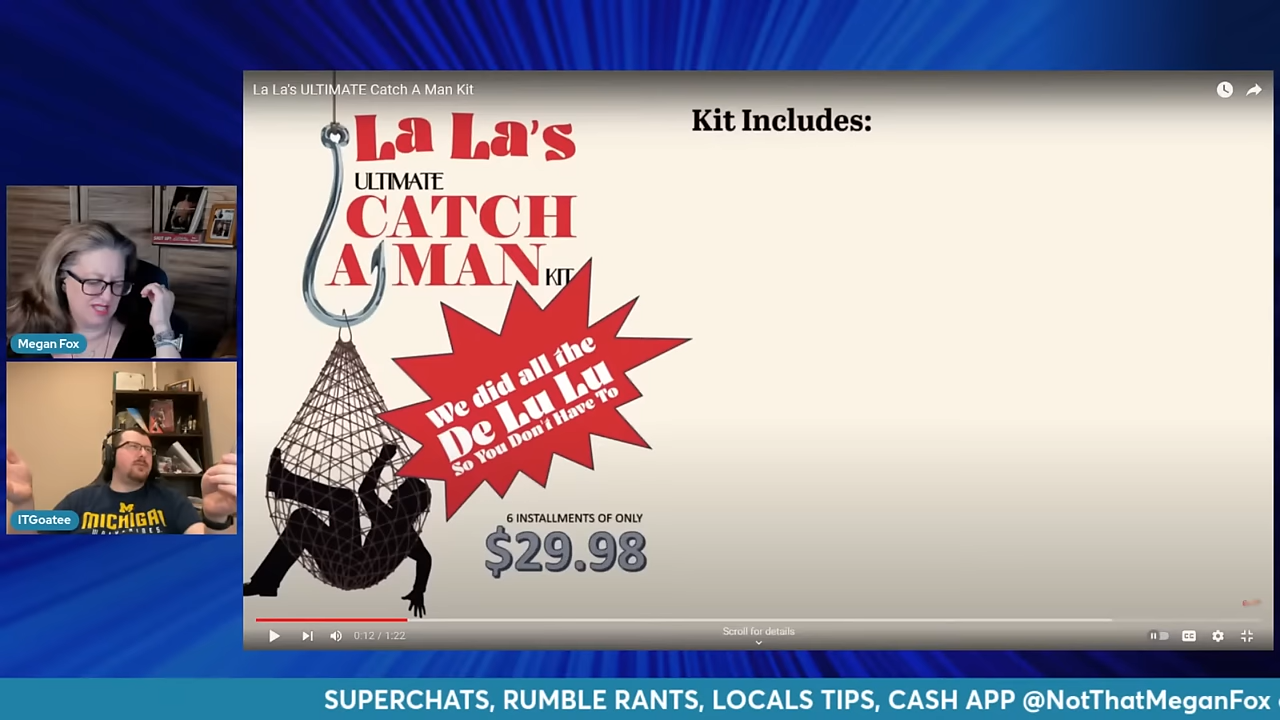 La La's ULTIMATE Catch A Man Kit
La La's
ULTIMATE
CATCH
A MAN KIT
We did all the
De Lu Lu
So You Don't Have To
6 INSTALLMENTS OF ONLY
$29.98
Kit Includes:
Megan Fox
MICHIGAN
ITGoatee
0:12 / 1:22
Scroll for details
CC
SUPERCHATS, RUMBLE RANTS, LOCALS TIPS, CASH APP @NotThatMeganFox